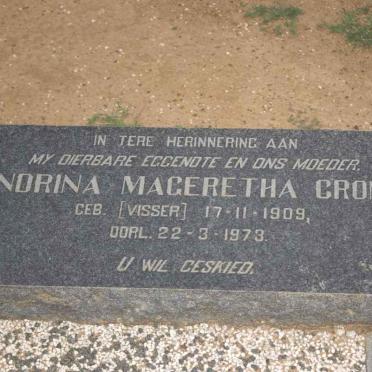 IN TERE HERINNERING AAN
MY DIERBARE EGGENOTE EN ONS MOEDER.
NDRINA MAGERETHA CRO
GEB. [VISSER] 17-11-1909,
OORL. 22-3-1973.
U WIL GESKIED.